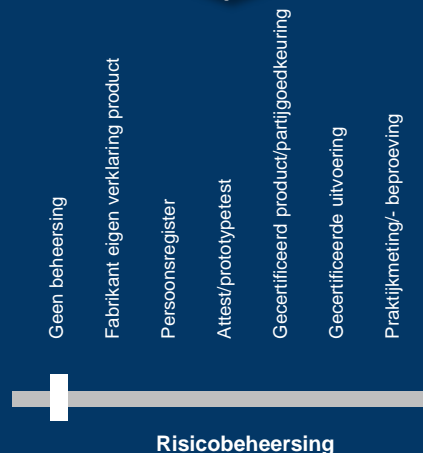 Geen beheersing
Fabrikant eigen verklaring product
Persoonsregister
Attest/prototypetest
Gecertificeerd product/partijgoedkeuring
Gecertificeerde uitvoering
Praktijkmeting/- beproeving
Risicobeheersing